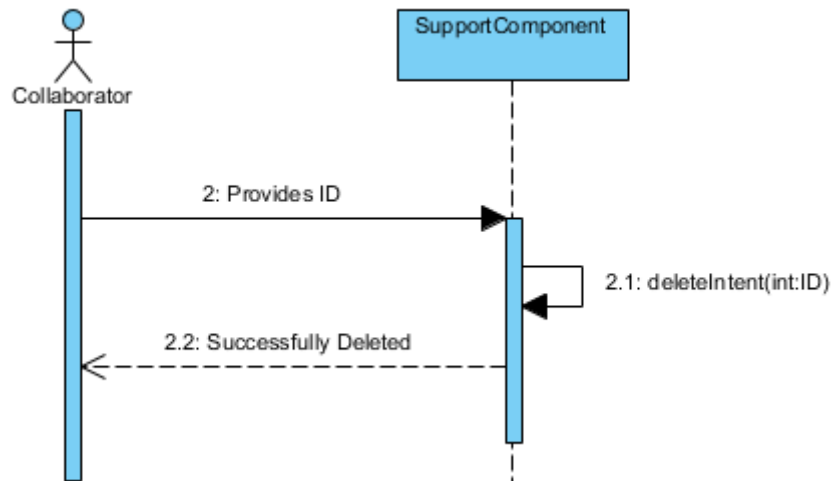 SupportComponent
Collaborator
2: Provides ID
2.1: deleteIntent(int:ID)
2.2: Successfully Deleted